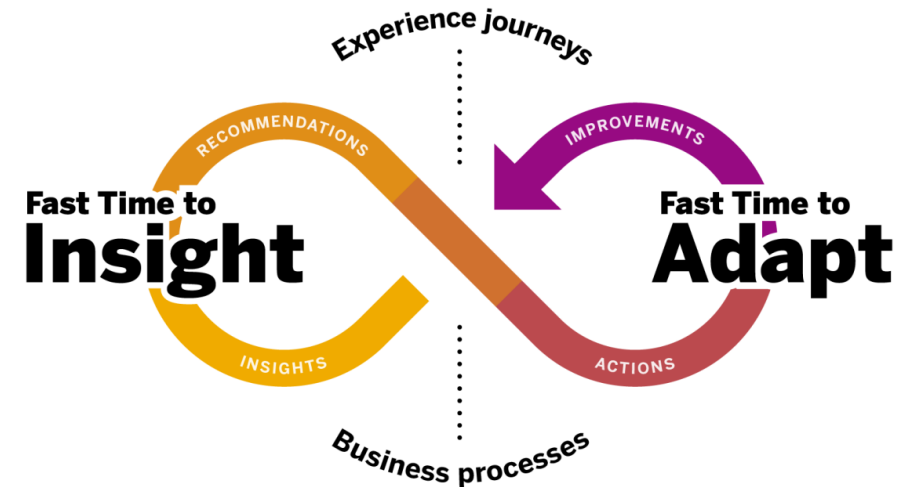 Experience journeys
RECOMMENDATIONS
IMPROVEMENTS
Fast Time to
Insight
Fast Time to
Adapt
INSIGHTS
ACTIONS
Business processes